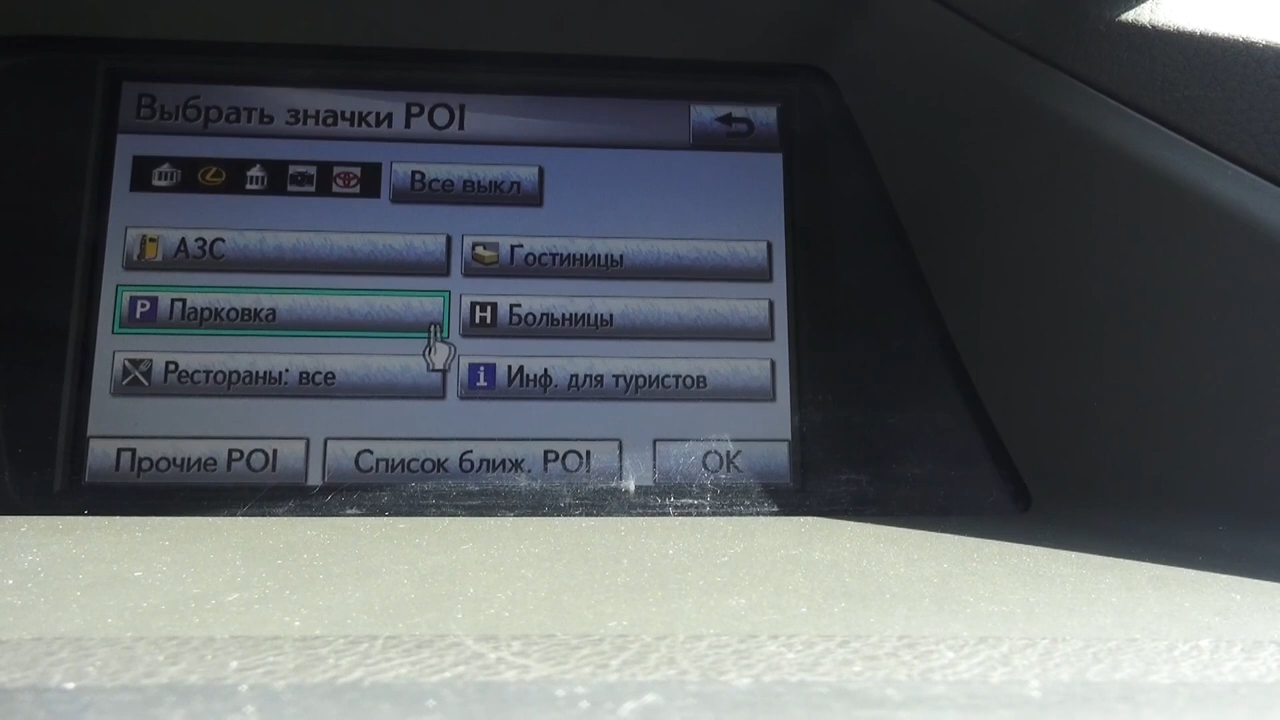 Выбрать значки POI
Все выкл
АЗС
Гостиницы
P Парковка
H Больницы
Рестораны: все
i Инф. для туристов
Прочие POI
Список ближ. POI
OK